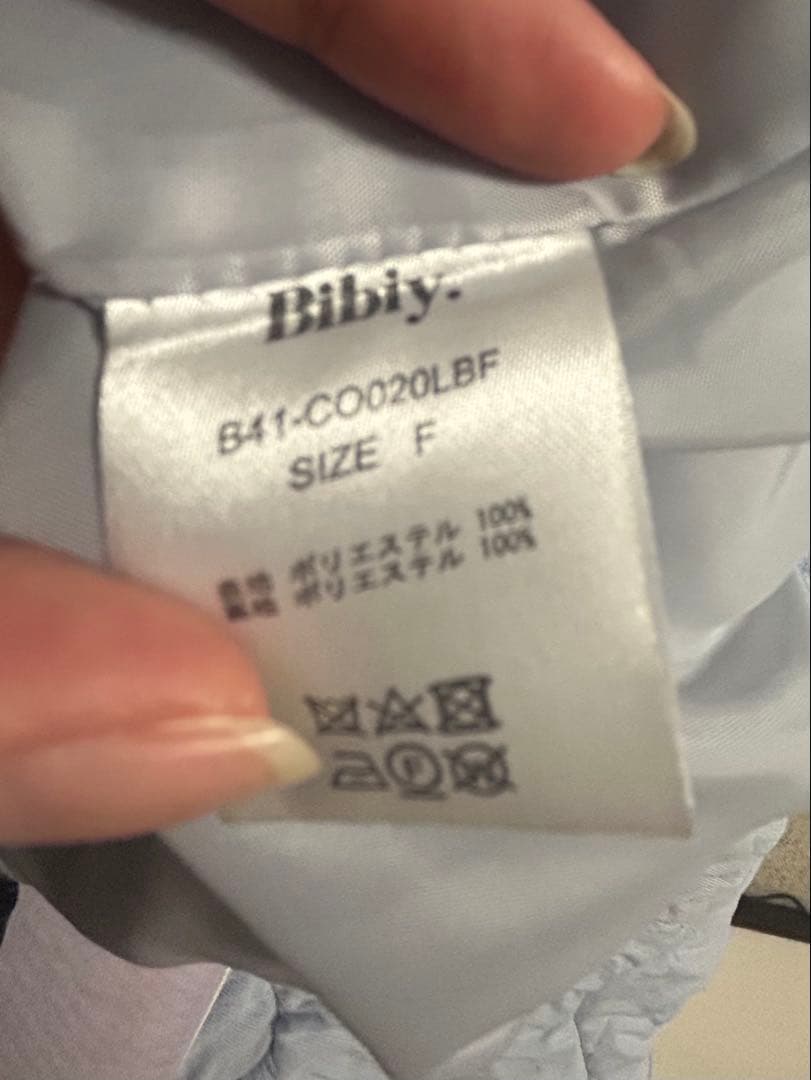 Bibiy.
B41-CO020LBF
SIZE F
表地 ポリエステル 100%
裏地 ポリエステル 100%